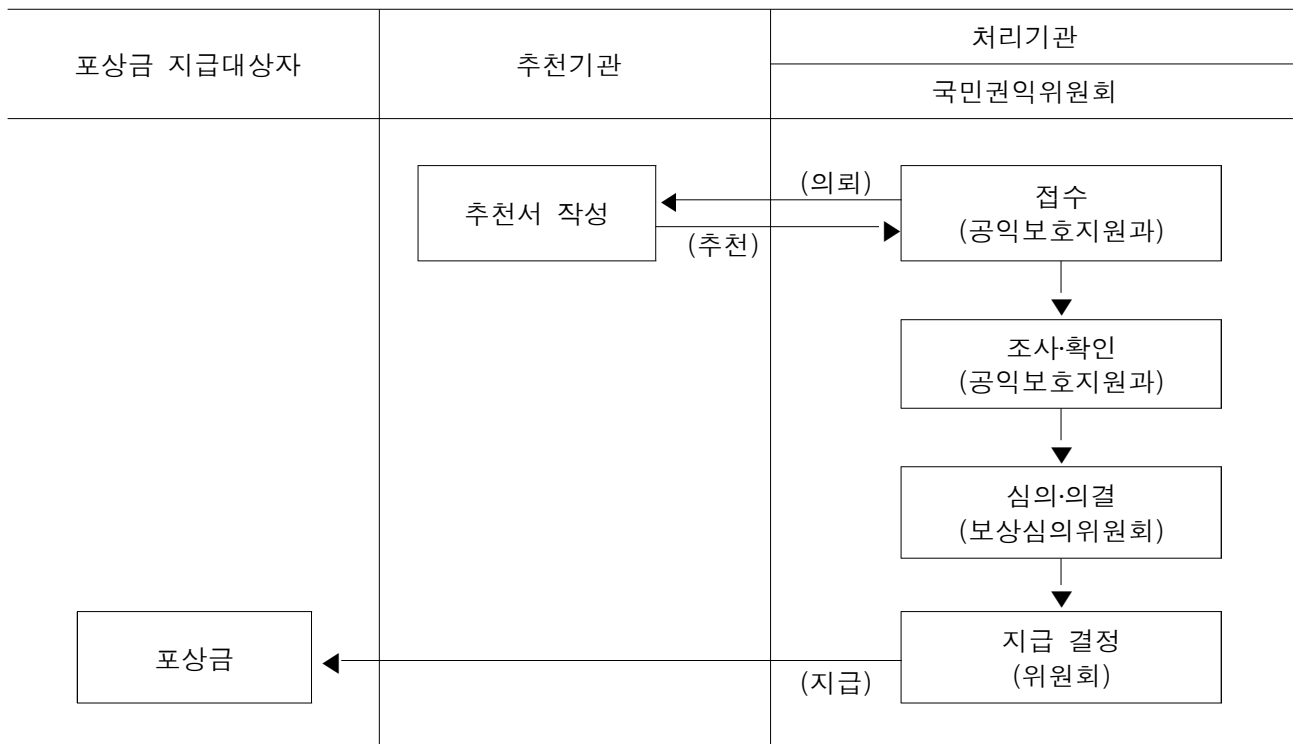 포상금 지급대상자
추천기관
처리기관
국민권익위원회
추천서 작성
(의뢰)
(추천)
접수
(공익보호지원과)
조사·확인
(공익보호지원과)
심의·의결
(보상심의위원회)
포상금
(지급)
지급 결정
(위원회)